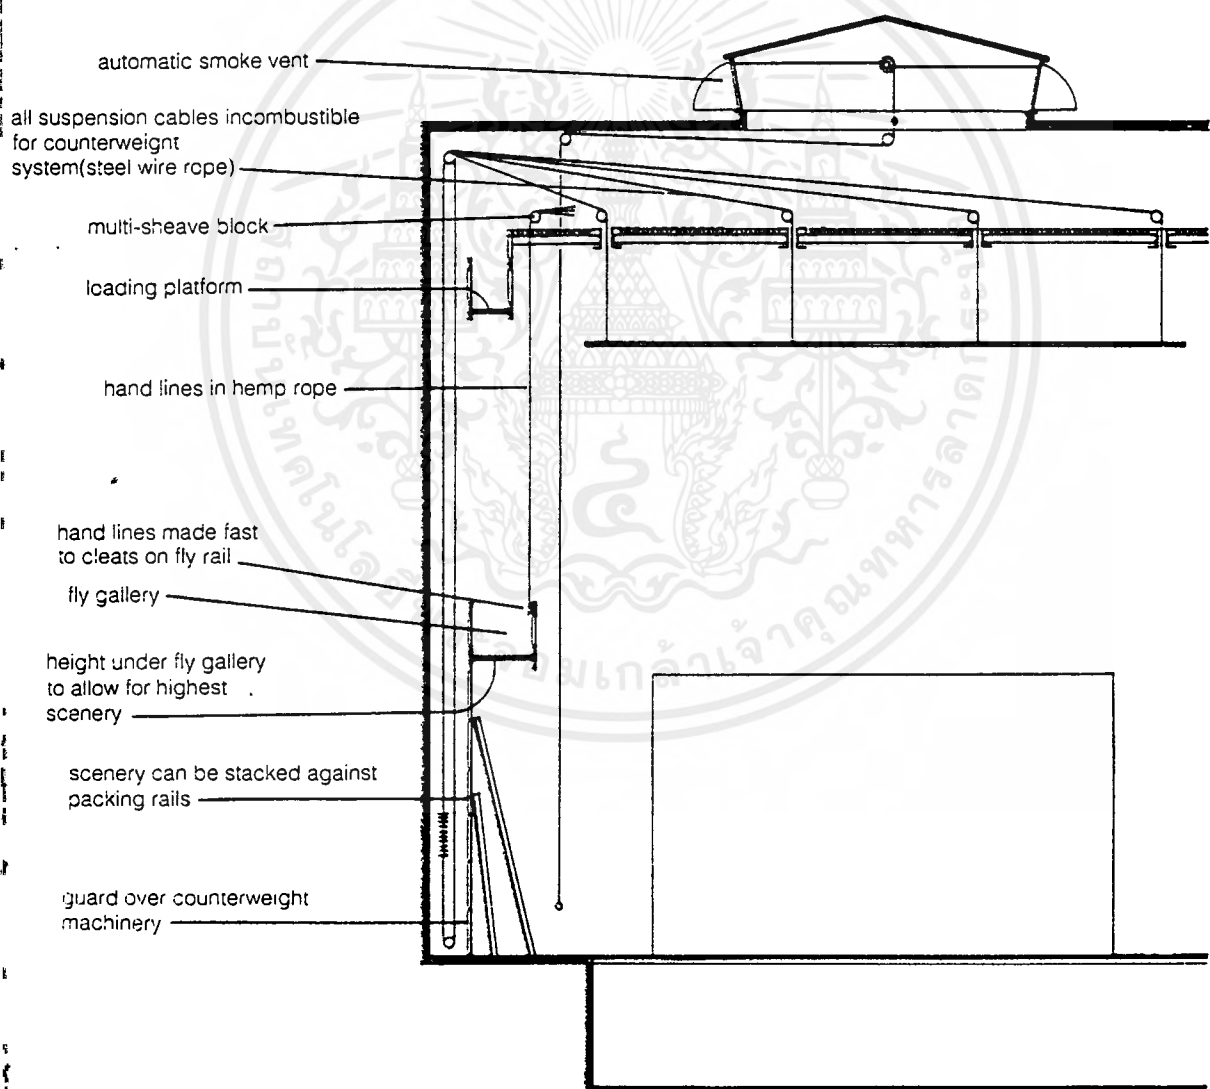 automatic smoke vent
all suspension cables incombustible
for counterweight
system(steel wire rope)
multi-sheave block
loading platform
hand lines in hemp rope
hand lines made fast
to cleats on fly rail
fly gallery
height under fly gallery
to allow for highest
scenery
scenery can be stacked against
packing rails
guard over counterweight
machinery